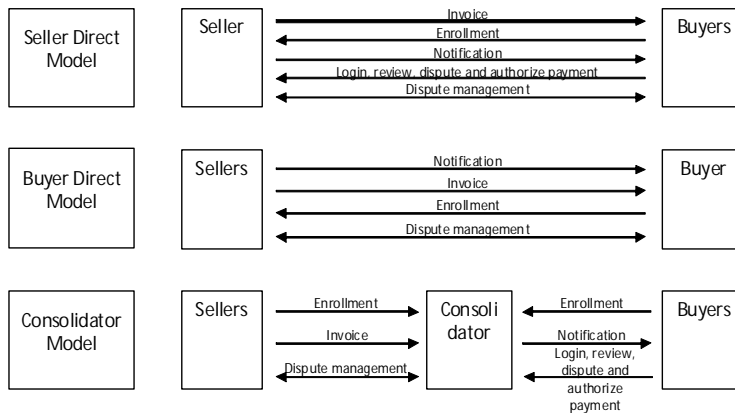 Seller Direct
Model
Seller
Invoice
Enrollment
Notification
Login, review, dispute and authorize payment
Dispute management
Buyers
Buyer Direct
Model
Sellers
Notification
Invoice
Enrollment
Dispute management
Buyer
Consolidator
Model
Sellers
Enrollment
Invoice
Dispute management
Consoli
dator
Enrollment
Notification
Login, review,
dispute and
authorize
payment
Buyers